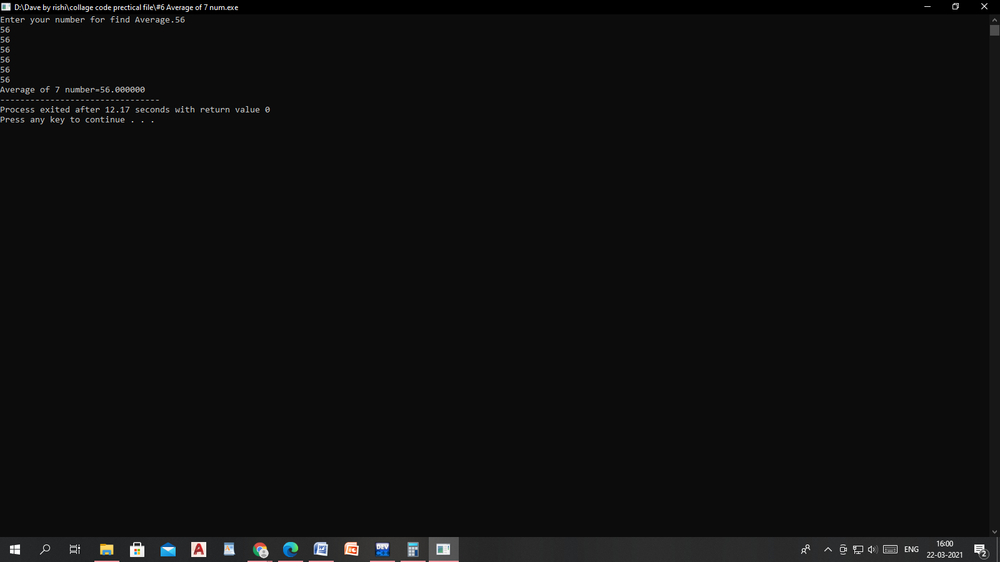 D:\Dave by rishi\collage code prectical file\#6 Average of 7 num.exe
Enter your number for find Average.56
56
56
56
56
56
56
Average of 7 number=56.000000
--------------------------------
Process exited after 12.17 seconds with return value 0
Press any key to continue . . .
DEV
ENG
16:00
22-03-2021
2